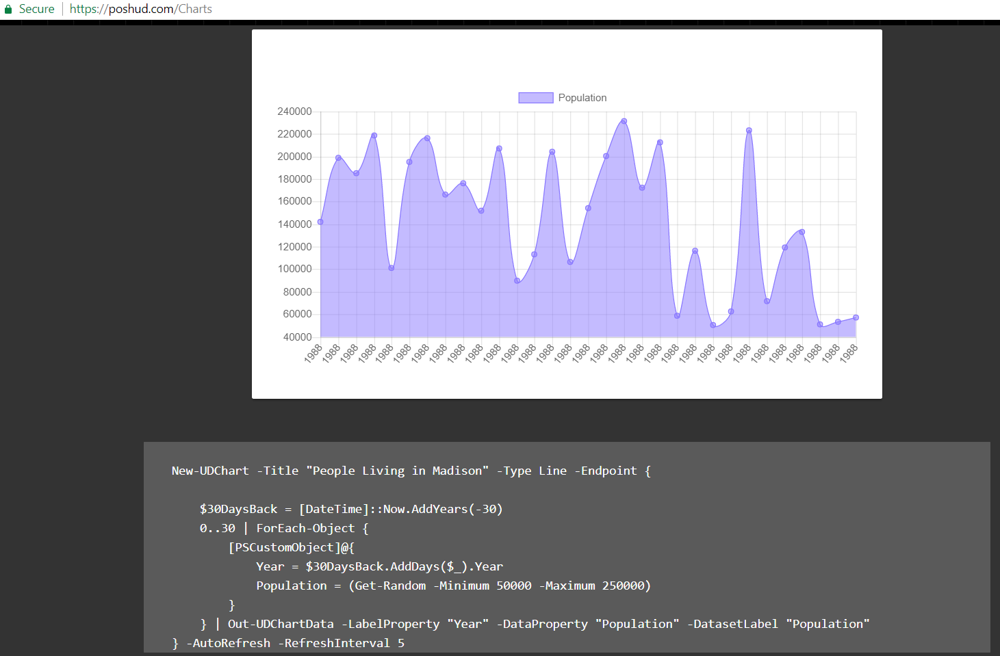 Secure https://poshud.com/Charts
Population
240000
220000
200000
180000
160000
140000
120000
100000
80000
60000
40000
1988 1988 1988 1988 1988 1988 1988 1988 1988 1988 1988 1988 1988 1988 1988 1988 1988 1988 1988 1988 1988 1988 1988 1988 1988 1988 1988 1988 1988 1988 1988
New-UDChart -Title "People Living in Madison" -Type Line -Endpoint {
$30DaysBack = [DateTime]::Now.AddYears(-30)
0..30 | ForEach-Object {
[PSCustomObject]@{
Year = $30DaysBack.AddDays($_).Year
Population = (Get-Random -Minimum 50000 -Maximum 250000)
}
} | Out-UDChartData -LabelProperty "Year" -DataProperty "Population" -DatasetLabel "Population"
} -AutoRefresh -RefreshInterval 5